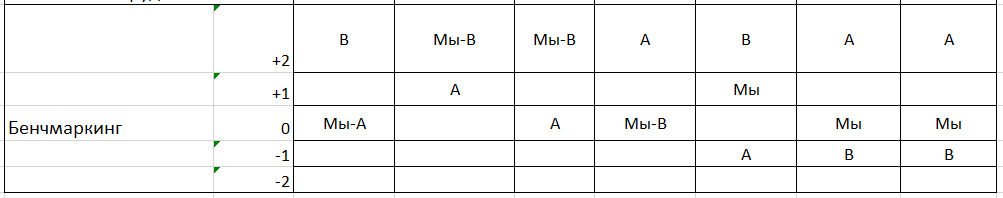 +2 В Мы-В Мы-В А В А А
+1 А Мы
Бенчмаркинг 0 Мы-А А Мы-В Мы Мы
-1 А В В
-2